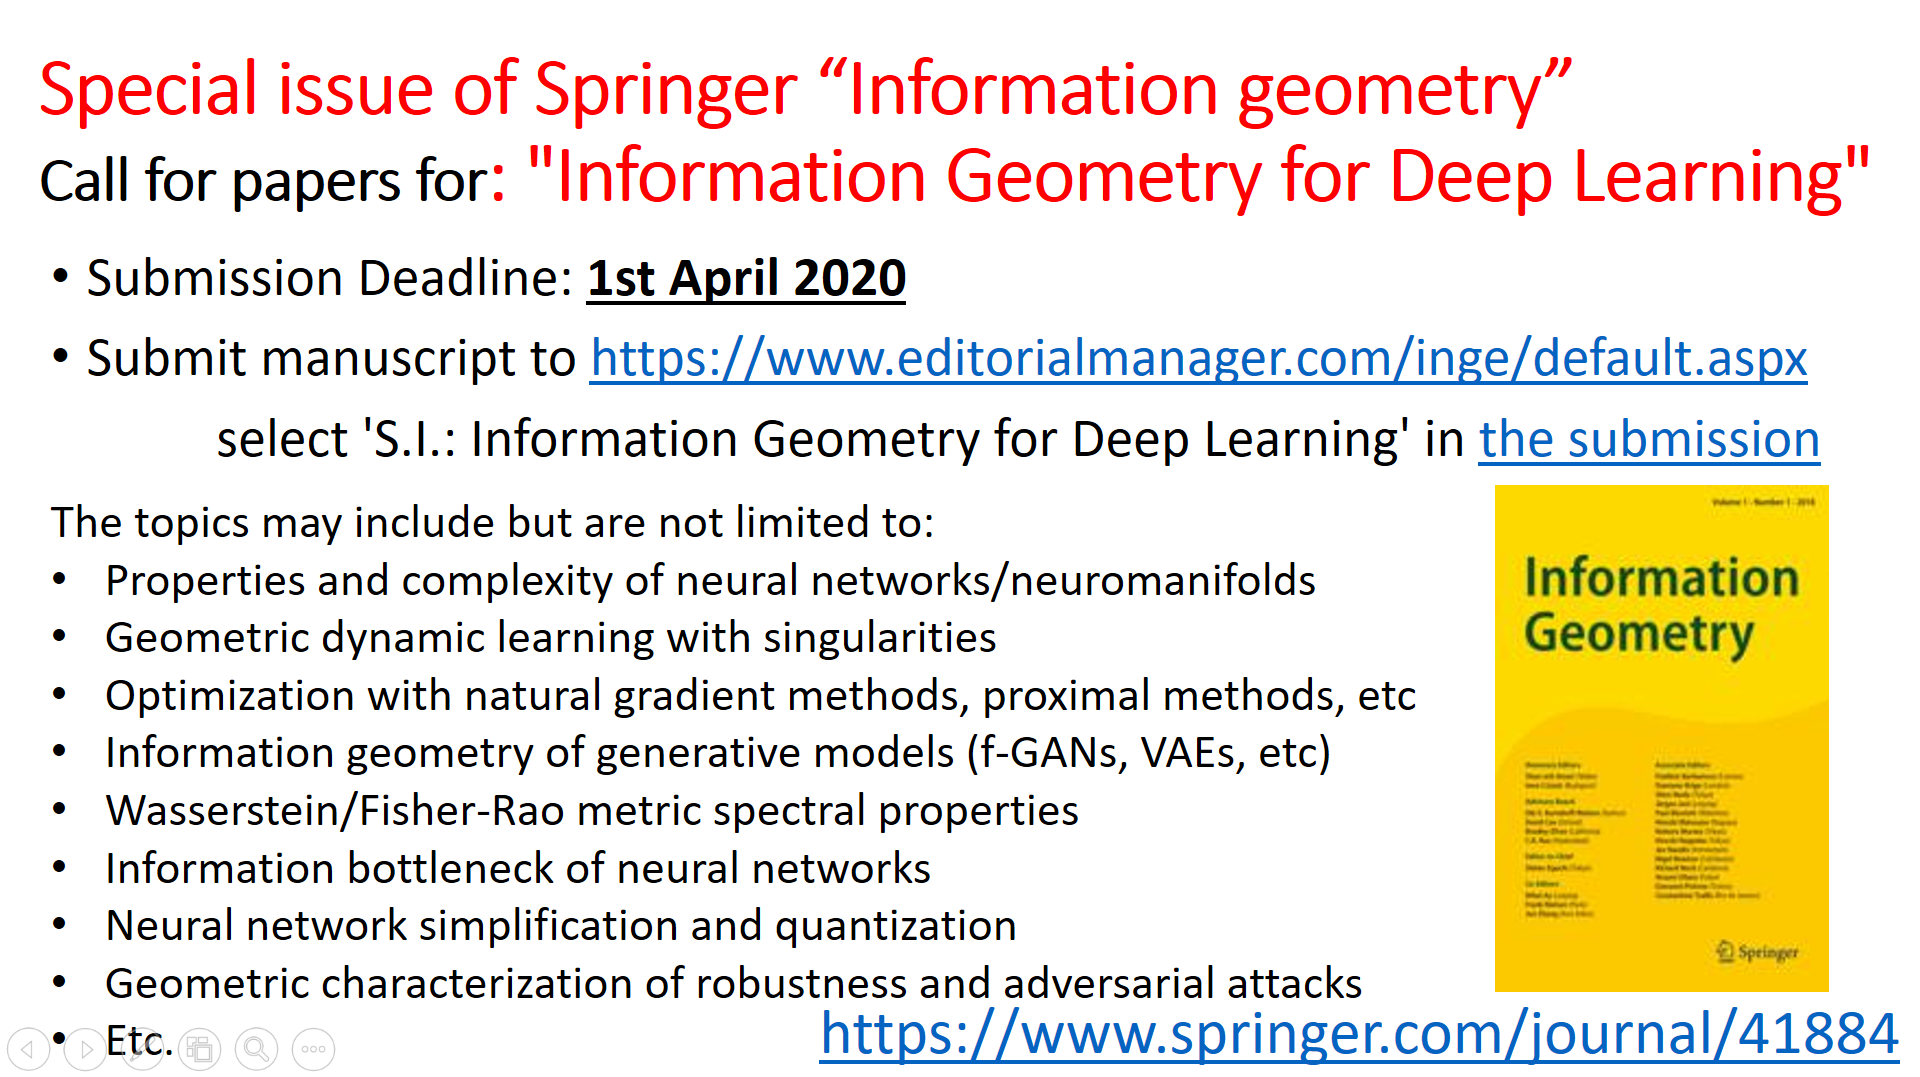 Special issue of Springer “Information geometry”
Call for papers for: "Information Geometry for Deep Learning"
• Submission Deadline: 1st April 2020
• Submit manuscript to https://www.editorialmanager.com/inge/default.aspx
select 'S.I.: Information Geometry for Deep Learning' in the submission
The topics may include but are not limited to:
• Properties and complexity of neural networks/neuromanifolds
• Geometric dynamic learning with singularities
• Optimization with natural gradient methods, proximal methods, etc
• Information geometry of generative models (f-GANs, VAEs, etc)
• Wasserstein/Fisher-Rao metric spectral properties
• Information bottleneck of neural networks
• Neural network simplification and quantization
• Geometric characterization of robustness and adversarial attacks
• Etc.
Volume 1 · Number 1 · 2018
Information
Geometry
Springer
https://www.springer.com/journal/41884